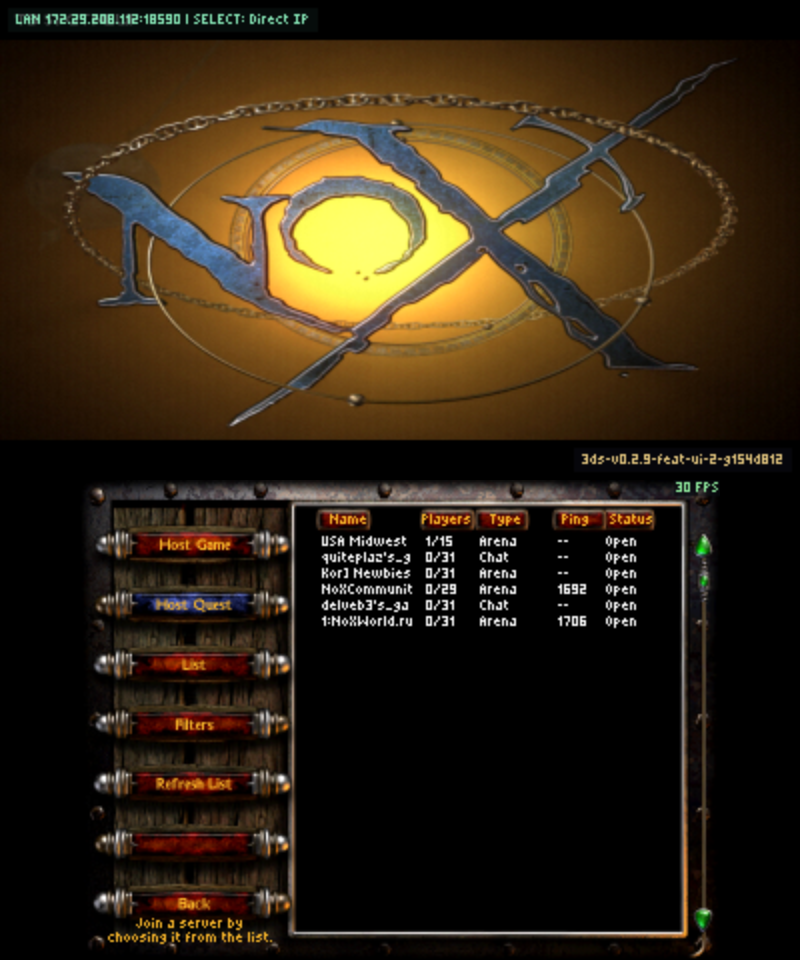 LAN 172.29.208.112:18590 | SELECT: Direct IP
NOX
3ds-v0.2.9-feat-ui-2-g154d812
30 FPS
Name Players Type Ping Status
USA Midwest 1/15 Arena -- Open
quiteplaz's_g 0/31 Chat -- Open
Kor] Newbies 0/31 Arena -- Open
NoXCommunit 0/29 Arena 1692 Open
delveb3's_ga 0/31 Chat -- Open
1:NoXWorld.ru 0/31 Arena 1706 Open
Host Game
Host Quest
List
Filters
Refresh List
Back
Join a server by
choosing it from the list.